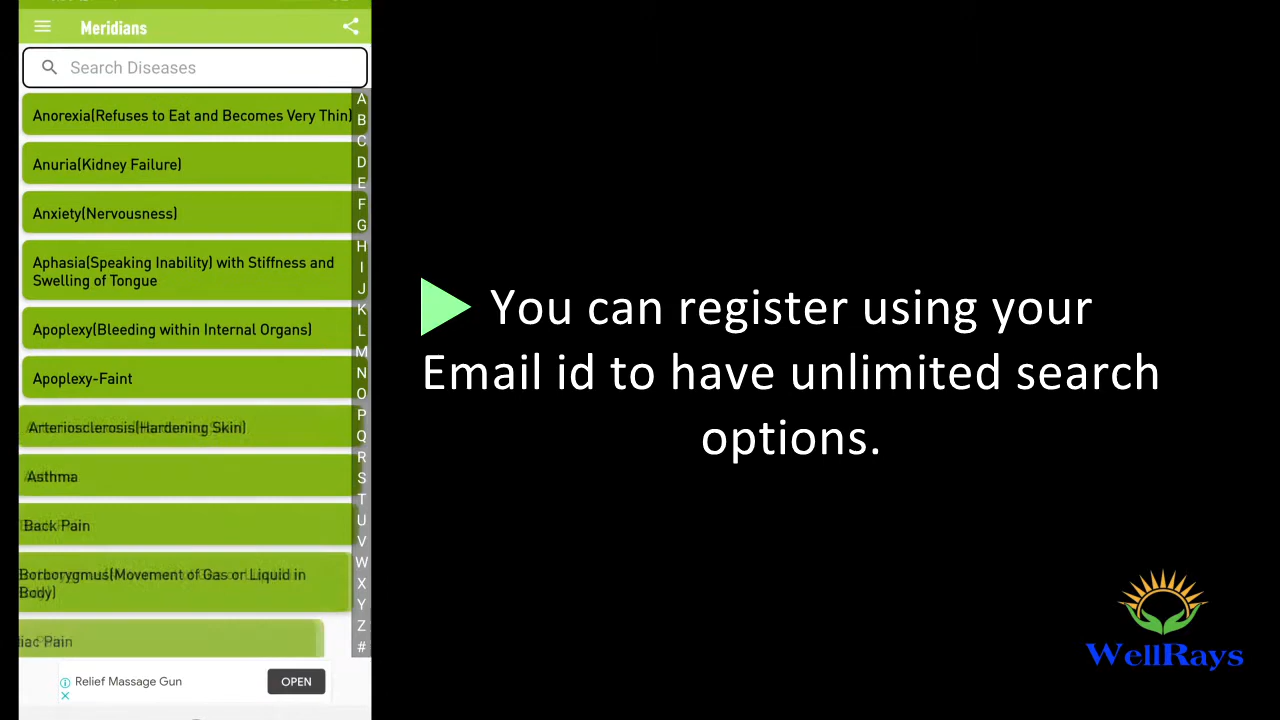 Meridians
Search Diseases
Anorexia(Refuses to Eat and Becomes Very Thin)
Anuria(Kidney Failure)
Anxiety(Nervousness)
Aphasia(Speaking Inability) with Stiffness and
Swelling of Tongue
Apoplexy(Bleeding within Internal Organs)
Apoplexy-Faint
Arteriosclerosis(Hardening Skin)
Asthma
Back Pain
Borborygmus(Movement of Gas or Liquid in
Body)
iac Pain
A
B
C
D
E
F
G
H
I
J
K
L
M
N
O
P
Q
R
S
T
U
V
W
X
Y
Z
#
Relief Massage Gun
OPEN
You can register using your
Email id to have unlimited search
options.
WellRays